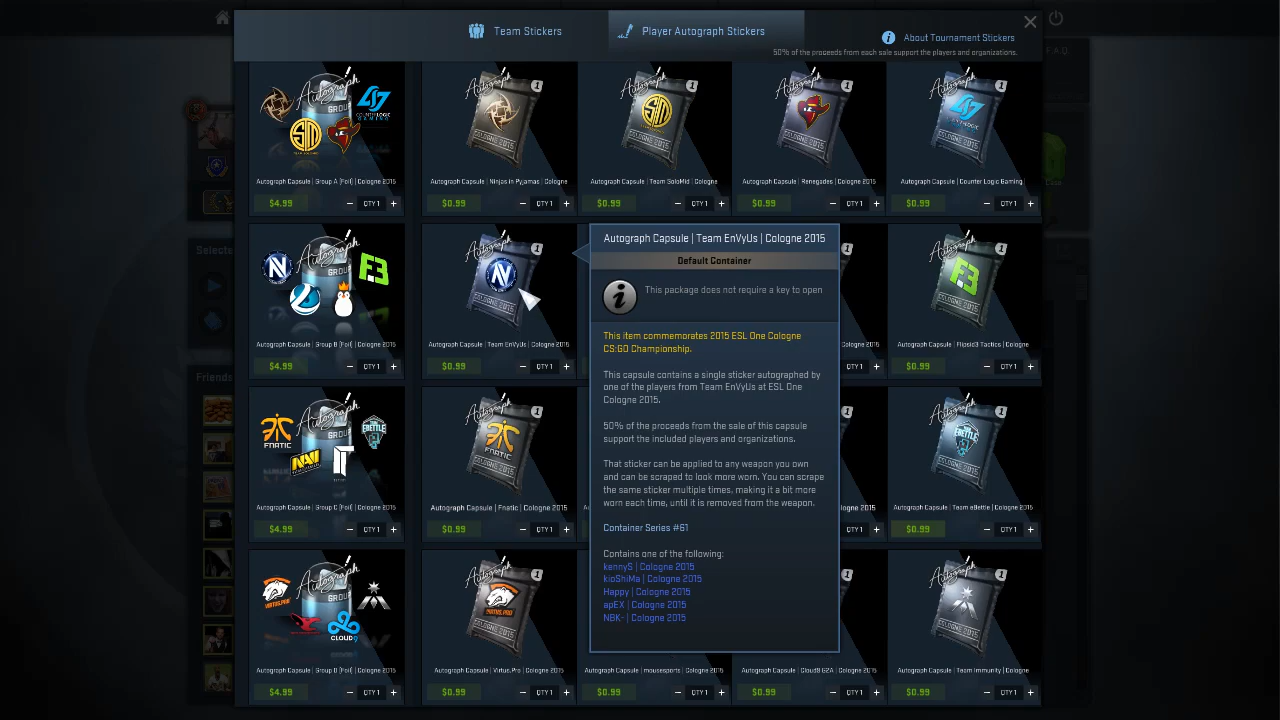 Team Stickers
Player Autograph Stickers
About Tournament Stickers
50% of the proceeds from each sale support the players and organizations.
F.A.Q.
Autograph Capsule | Group A (Foil) | Cologne 2015
Autograph Capsule | Ninjas in Pyjamas | Cologne
Autograph Capsule | Team SoloMid | Cologne
Autograph Capsule | Renegades | Cologne 2015
Autograph Capsule | Counter Logic Gaming |
$4.99 − QTY 1 +
$0.99 − QTY 1 +
$0.99 − QTY 1 +
$0.99 − QTY 1 +
$0.99 − QTY 1 +
Selecte
Autograph Capsule | Group B (Foil) | Cologne 2015
Autograph Capsule | Team EnVyUs | Cologne 2015
ologne 2015
Autograph Capsule | Flipsid3 Tactics | Cologne
$4.99 − QTY 1 +
$0.99 − QTY 1 +
QTY 1 +
$0.99 − QTY 1 +
Friends
Autograph Capsule | Group C (Foil) | Cologne 2015
Autograph Capsule | Fnatic | Cologne 2015
Autograph Capsule | Team eBettle | Cologne 2015
$4.99 − QTY 1 +
$0.99 − QTY 1 +
QTY 1 +
$0.99 − QTY 1 +
Autograph Capsule | Group D (Foil) | Cologne 2015
Autograph Capsule | Virtus.Pro | Cologne 2015
Autograph Capsule | mousesports | Cologne 2015
Autograph Capsule | Cloud9 G2A | Cologne 2015
Autograph Capsule | Team Immunity | Cologne
$4.99 − QTY 1 +
$0.99 − QTY 1 +
$0.99 − QTY 1 +
$0.99 − QTY 1 +
$0.99 − QTY 1 +
Autograph Capsule | Team EnVyUs | Cologne 2015
Default Container
This package does not require a key to open
This item commemorates 2015 ESL One Cologne
CS:GO Championship.
This capsule contains a single sticker autographed by
one of the players from Team EnVyUs at ESL One
Cologne 2015.
50% of the proceeds from the sale of this capsule
support the included players and organizations.
That sticker can be applied to any weapon you own
and can be scraped to look more worn. You can scrape
the same sticker multiple times, making it a bit more
worn each time, until it is removed from the weapon.
Container Series #61
Contains one of the following:
kennyS | Cologne 2015
kioShiMa | Cologne 2015
Happy | Cologne 2015
apEX | Cologne 2015
NBK- | Cologne 2015